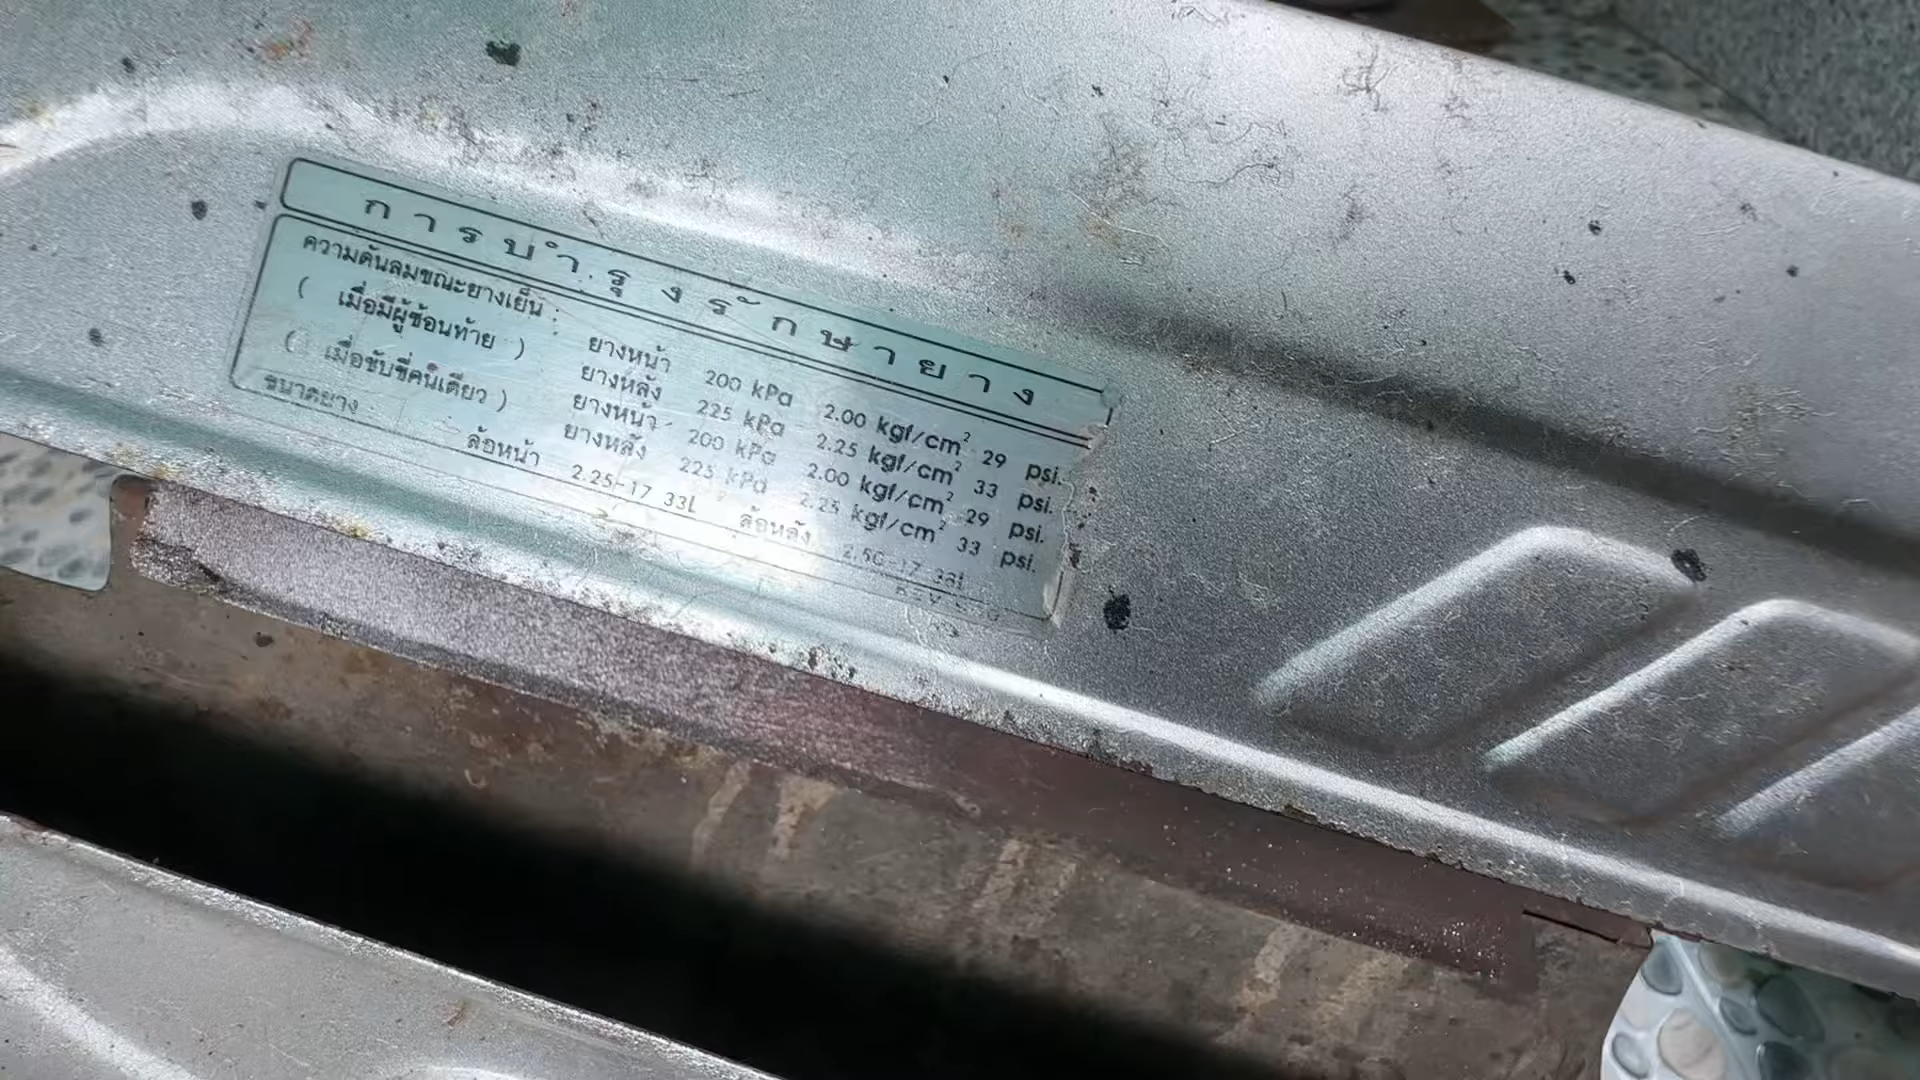 การบำรุงรักษายาง
ความดันลมขณะยางเย็น :
( เมื่อมีผู้ซ้อนท้าย ) ยางหน้า 200 kPa 2.00 kgf/cm² 29 psi.
ยางหลัง 225 kPa 2.25 kgf/cm² 33 psi.
( เมื่อขับขี่คนเดียว ) ยางหน้า 200 kPa 2.00 kgf/cm² 29 psi.
ยางหลัง 225 kPa 2.25 kgf/cm² 33 psi.
ขนาดยาง ล้อหน้า 2.25-17 33L ล้อหลัง 2.50-17 38L